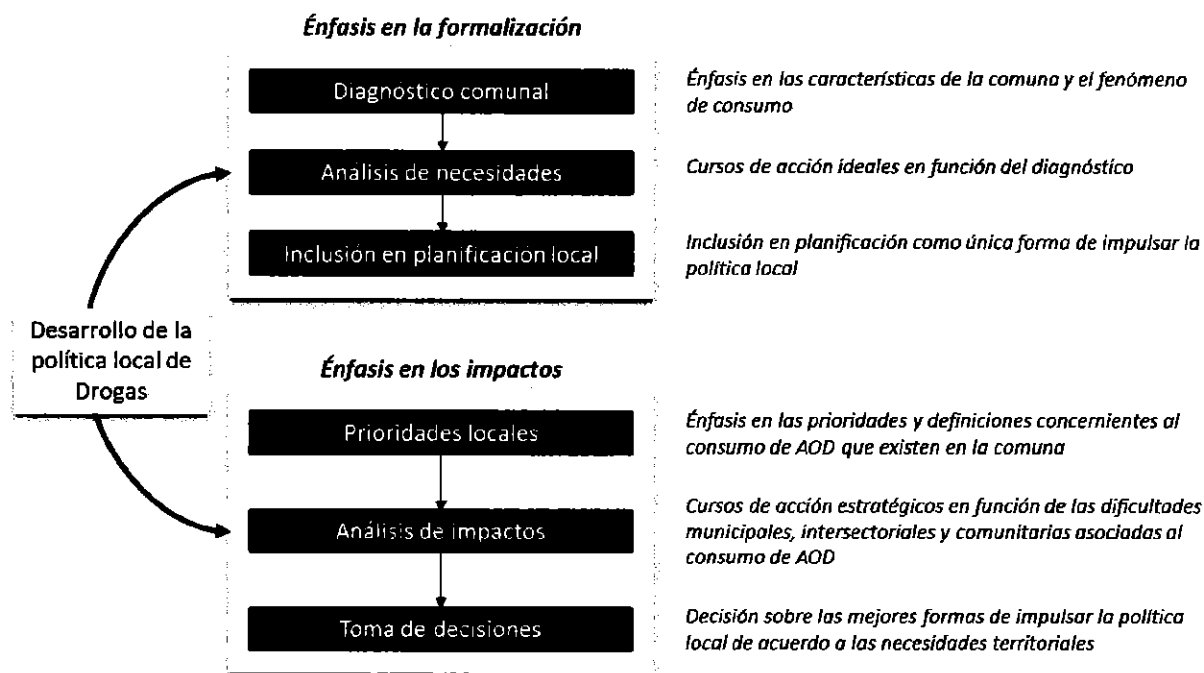 Énfasis en la formalización
Diagnóstico comunal
Énfasis en las características de la comuna y el fenómeno
de consumo
Análisis de necesidades
Cursos de acción ideales en función del diagnóstico
Inclusión en planificación local
Inclusión en planificación como única forma de impulsar la
política local
Desarrollo de la
política local de
Drogas
Énfasis en los impactos
Prioridades locales
Énfasis en las prioridades y definiciones concernientes al
consumo de AOD que existen en la comuna
Análisis de impactos
Cursos de acción estratégicos en función de las dificultades
municipales, intersectoriales y comunitarias asociadas al
consumo de AOD
Toma de decisiones
Decisión sobre las mejores formas de impulsar la política
local de acuerdo a las necesidades territoriales